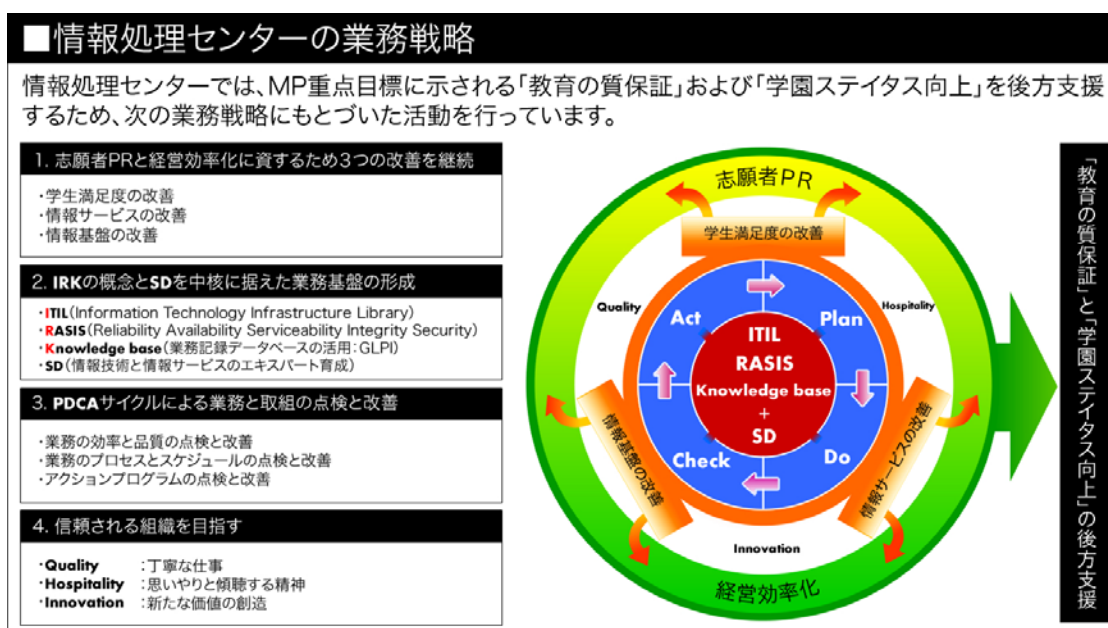 ■情報処理センターの業務戦略
情報処理センターでは、MP重点目標に示される「教育の質保証」および「学園ステイタス向上」を後方支援
するため、次の業務戦略にもとづいた活動を行っています。
1. 志願者PRと経営効率化に資するため3つの改善を継続
・学生満足度の改善
・情報サービスの改善
・情報基盤の改善
2. IRKの概念とSDを中核に据えた業務基盤の形成
・ITIL(Information Technology Infrastructure Library)
・RASIS(Reliability Availability Serviceability Integrity Security)
・Knowledge base(業務記録データベースの活用:GLPI)
・SD(情報技術と情報サービスのエキスパート育成)
3. PDCAサイクルによる業務と取組の点検と改善
・業務の効率と品質の点検と改善
・業務のプロセスとスケジュールの点検と改善
・アクションプログラムの点検と改善
4. 信頼される組織を目指す
・Quality :丁寧な仕事
・Hospitality :思いやりと傾聴する精神
・Innovation :新たな価値の創造
志願者PR
学生満足度の改善
Quality
Hospitality
Act
Plan
ITIL
RASIS
Knowledge base
+
SD
Check
Do
情報基盤の改善
情報サービスの改善
Innovation
経営効率化
「教育の質保証」と「学園ステイタス向上」の後方支援